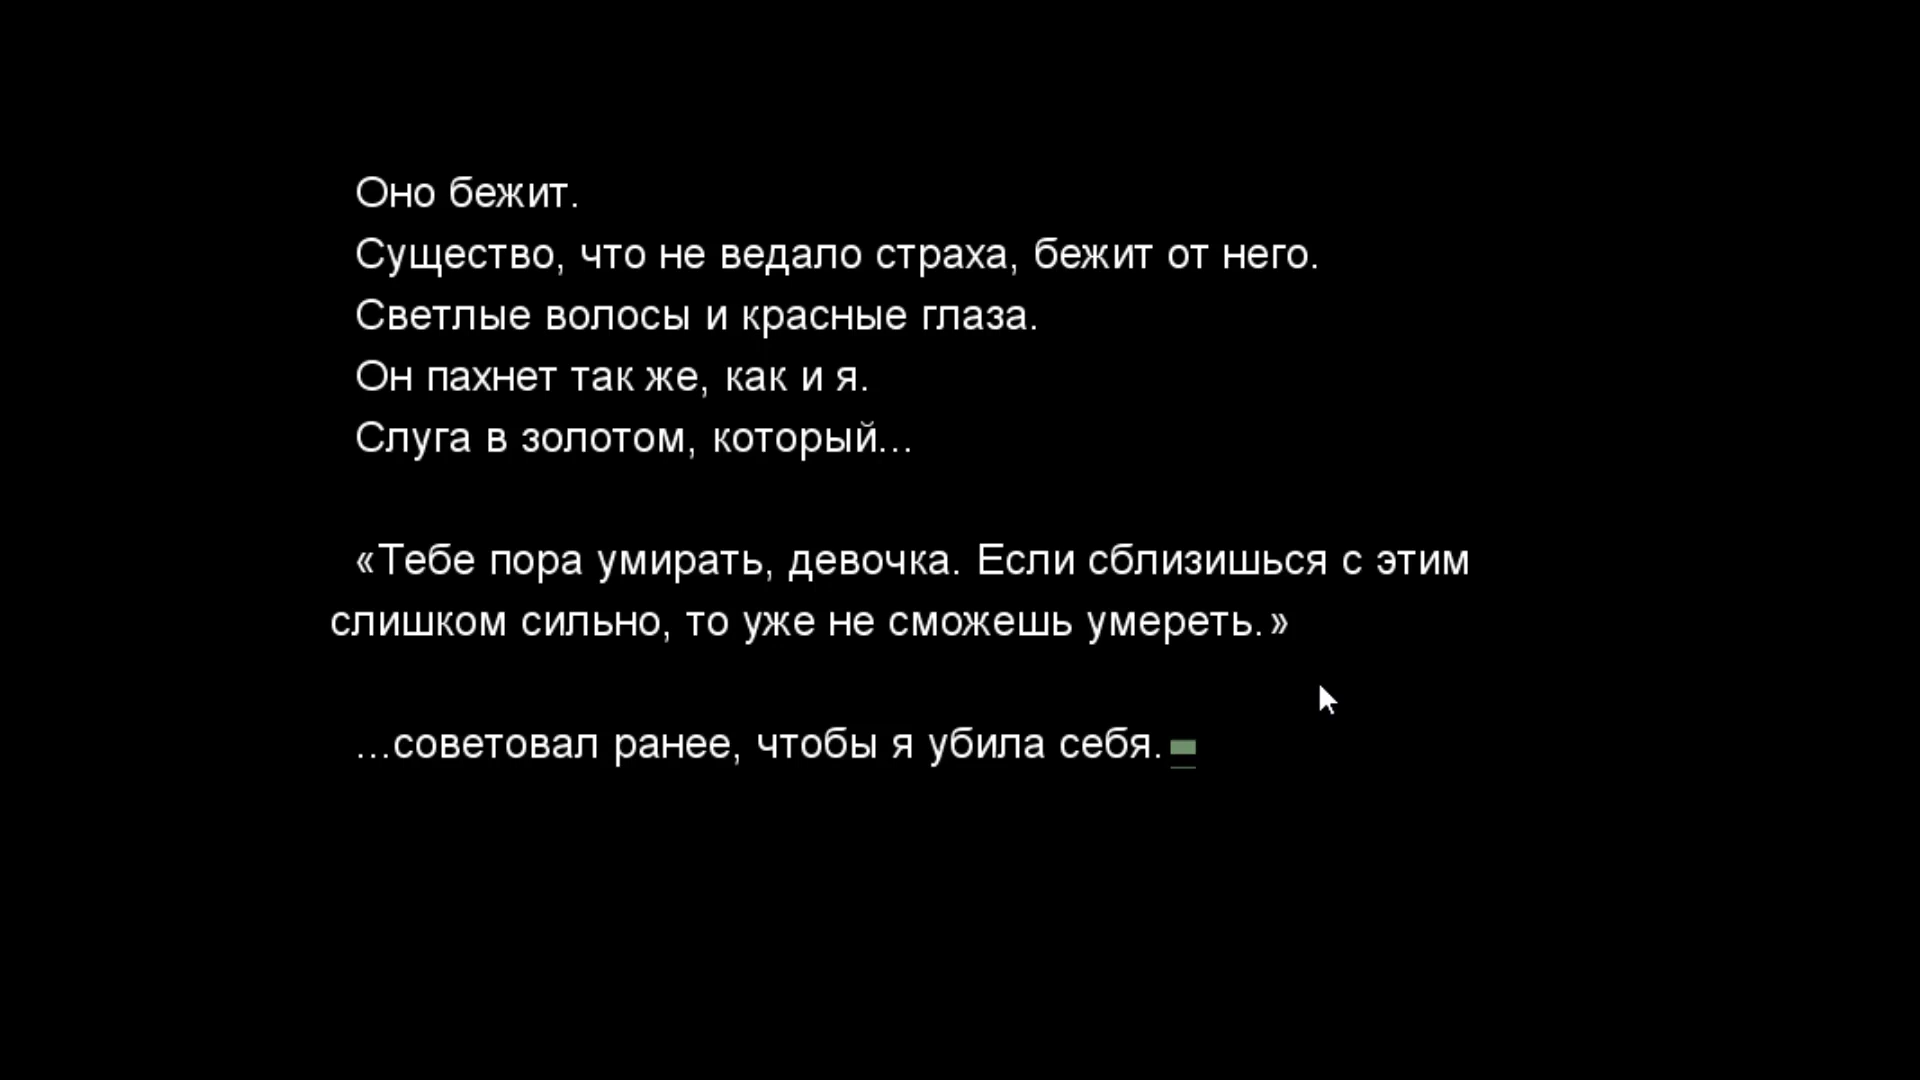 Оно бежит.
Существо, что не ведало страха, бежит от него.
Светлые волосы и красные глаза.
Он пахнет так же, как и я.
Слуга в золотом, который...
«Тебе пора умирать, девочка. Если сблизишься с этим
слишком сильно, то уже не сможешь умереть.»
...советовал ранее, чтобы я убила себя.